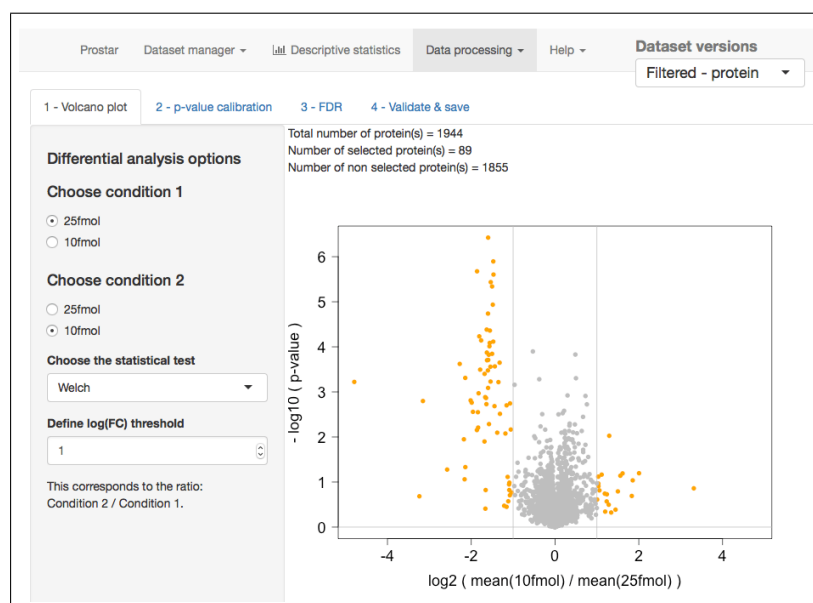 Prostar Dataset manager Descriptive statistics Data processing Help Dataset versions
Filtered - protein
1 - Volcano plot 2 - p-value calibration 3 - FDR 4 - Validate & save
Differential analysis options
Choose condition 1
25fmol
10fmol
Choose condition 2
25fmol
10fmol
Choose the statistical test
Welch
Define log(FC) threshold
1
This corresponds to the ratio:
Condition 2 / Condition 1.
Total number of protein(s) = 1944
Number of selected protein(s) = 89
Number of non selected protein(s) = 1855
- log10 ( p-value )
6
5
4
3
2
1
0
-4 -2 0 2 4
log2 ( mean(10fmol) / mean(25fmol) )